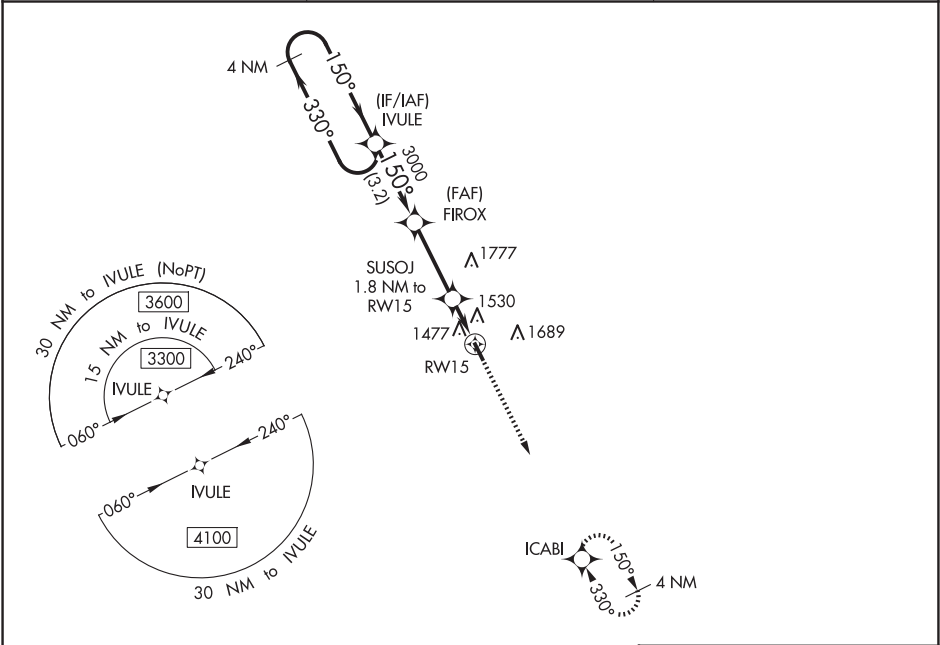 4 NM
150°
330°
(IF/IAF)
IVULE
3000
150°
(3.2)
(FAF)
FIROX
1777
SUSOJ
1.8 NM to
RW15
1530
1477
1689
RW15
30 NM to IVULE (NoPT)
3600
15 NM to IVULE
3300
240°
IVULE
060°
240°
060°
IVULE
4100
30 NM to IVULE
ICABI
150°
4 NM
330°